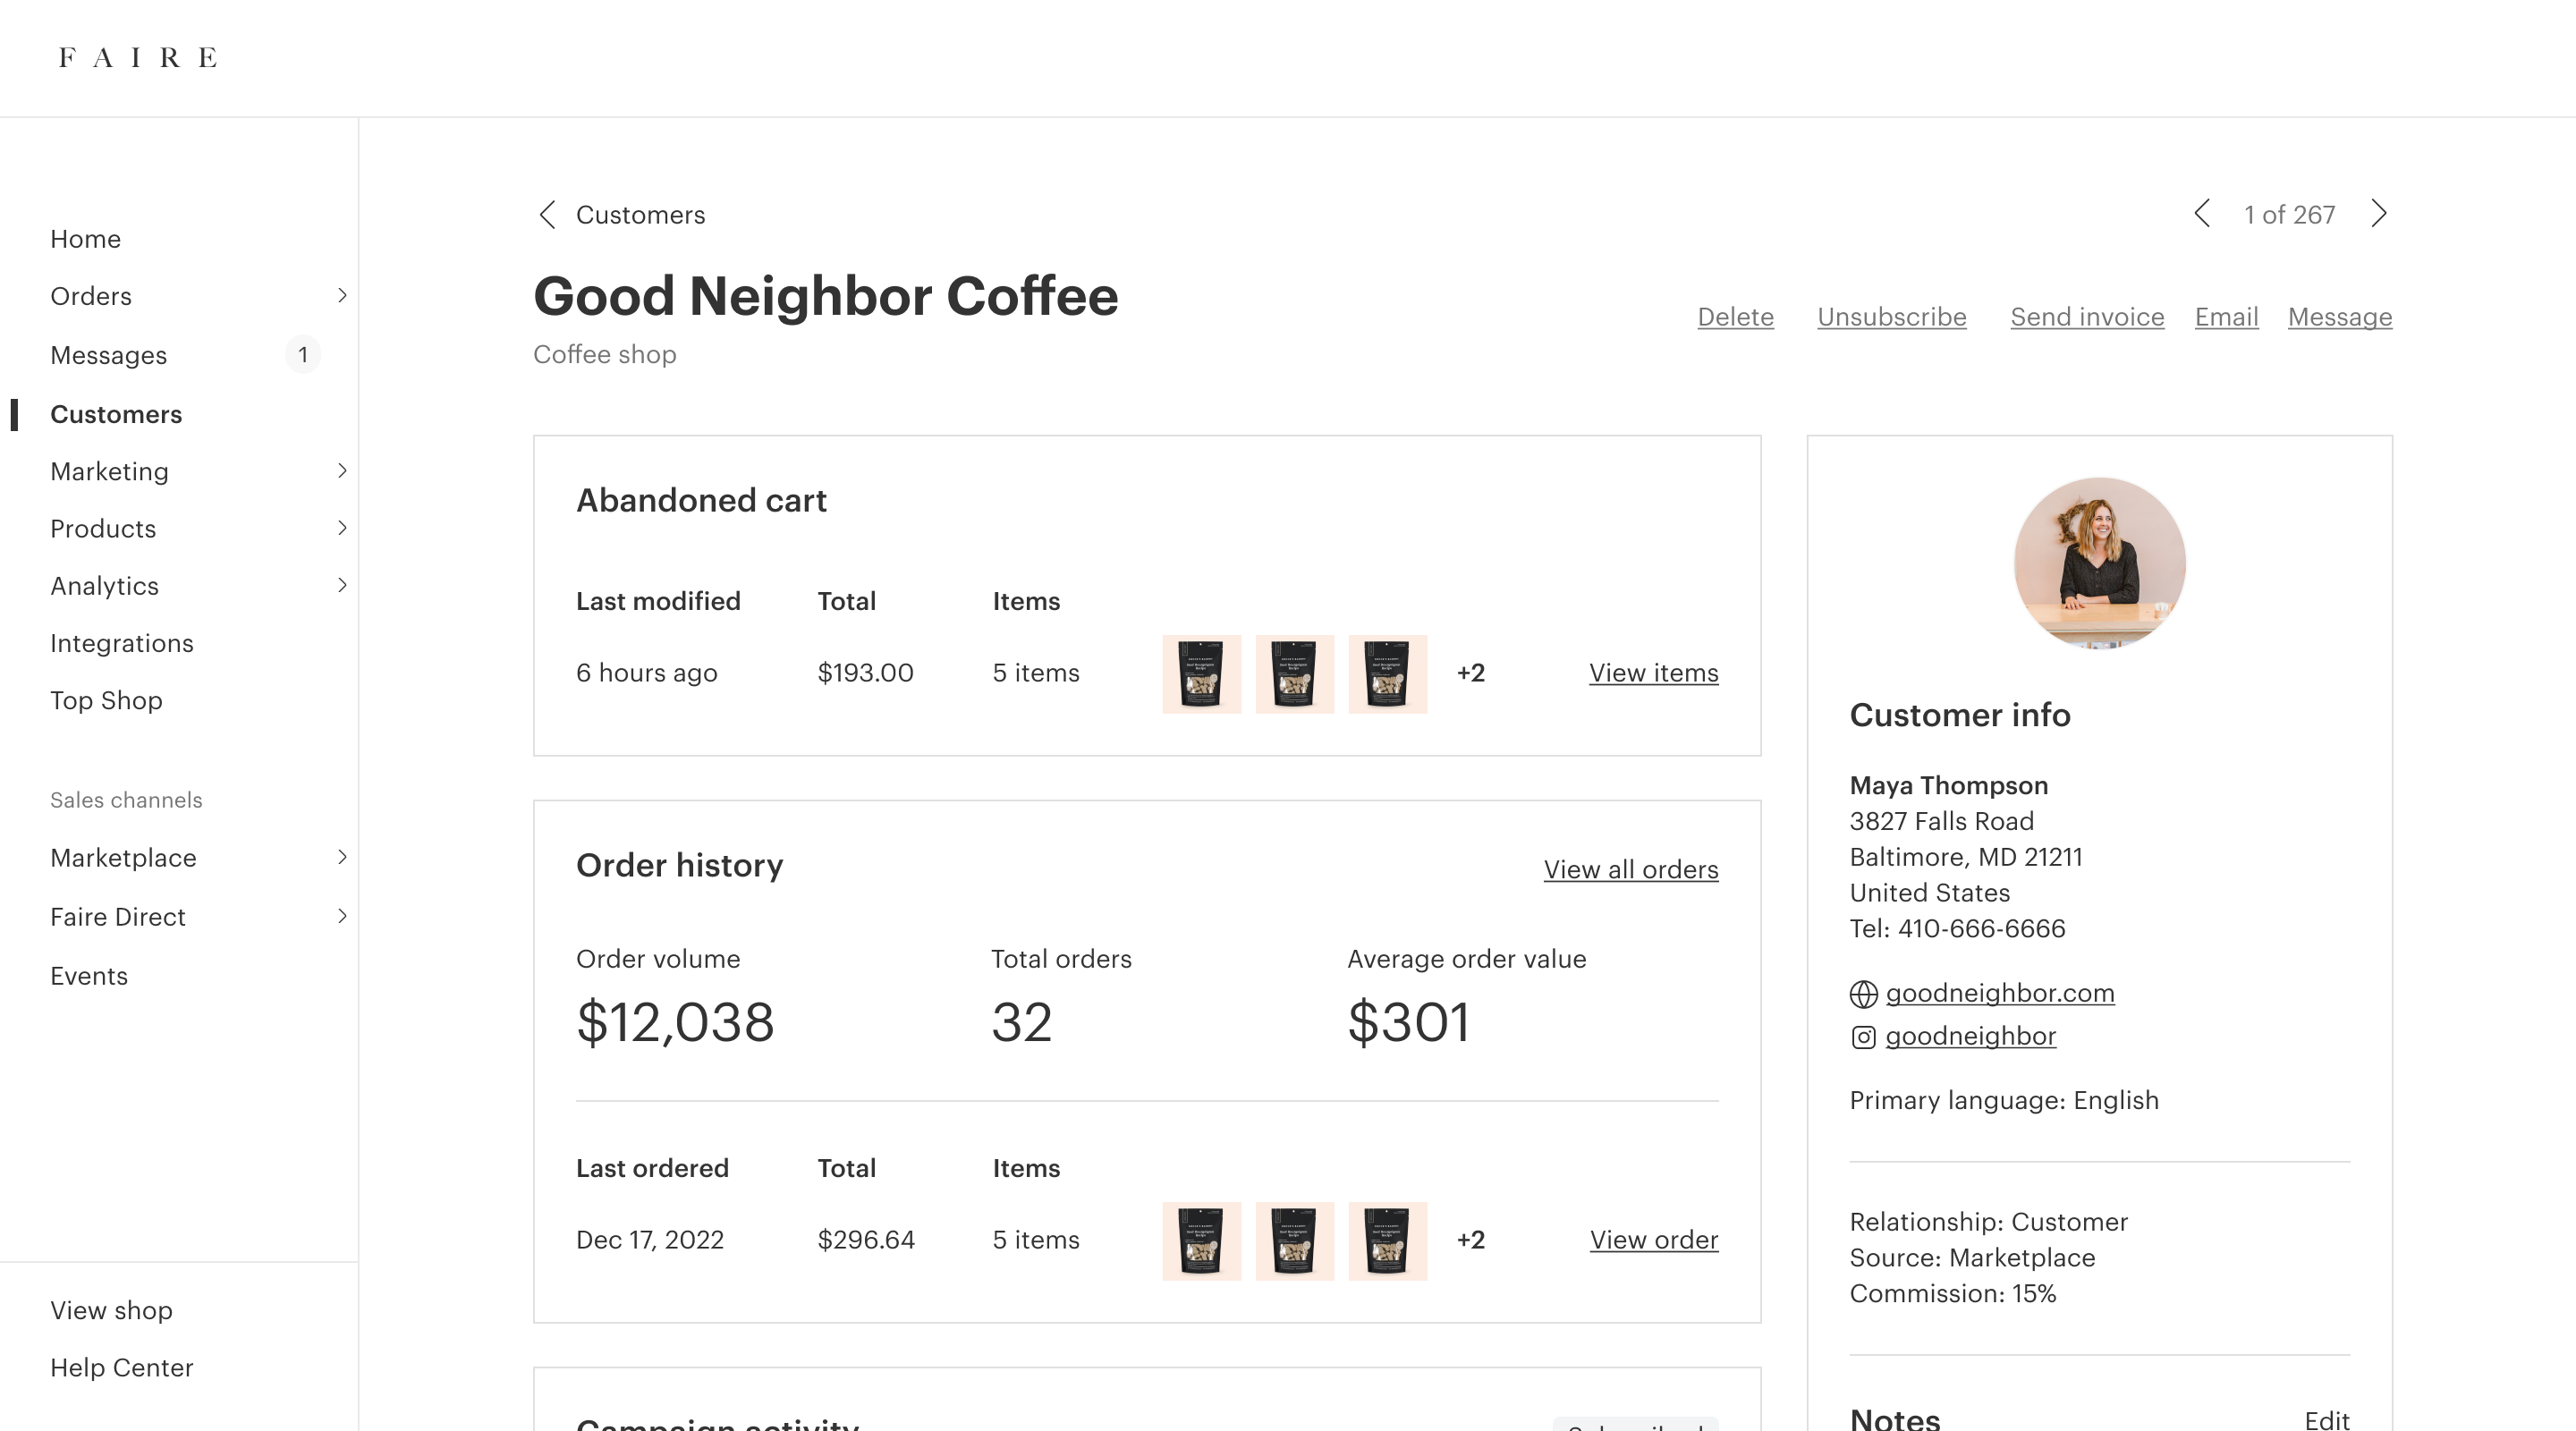 FAIRE
Home
Orders
Messages 1
Customers
Marketing
Products
Analytics
Integrations
Top Shop
Sales channels
Marketplace
Faire Direct
Events
View shop
Help Center
Customers
1 of 267
Good Neighbor Coffee
Coffee shop
Delete Unsubscribe Send invoice Email Message
Abandoned cart
Last modified Total Items
6 hours ago $193.00 5 items +2 View items
Order history View all orders
Order volume Total orders Average order value
$12,038 32 $301
Last ordered Total Items
Dec 17, 2022 $296.64 5 items +2 View order
Campaign activity Subscribed
Customer info
Maya Thompson
3827 Falls Road
Baltimore, MD 21211
United States
Tel: 410-666-6666
goodneighbor.com
goodneighbor
Primary language: English
Relationship: Customer
Source: Marketplace
Commission: 15%
Notes Edit